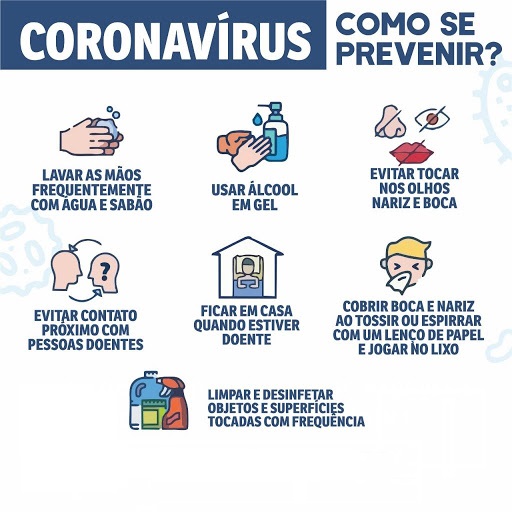 CORONAVÍRUS
COMO SE
PREVENIR?
LAVAR AS MÃOS
FREQUENTEMENTE
COM ÁGUA E SABÃO
USAR ÁLCOOL
EM GEL
EVITAR TOCAR
NOS OLHOS
NARIZ E BOCA
EVITAR CONTATO
PRÓXIMO COM
PESSOAS DOENTES
FICAR EM CASA
QUANDO ESTIVER
DOENTE
COBRIR BOCA E NARIZ
AO TOSSIR OU ESPIRRAR
COM UM LENCO DE PAPEL
E JOGAR NO LIXO
LIMPAR E DESINFETAR
OBJETOS E SUPERFÍCIES
TOCADAS COM FREQUÊNCIA